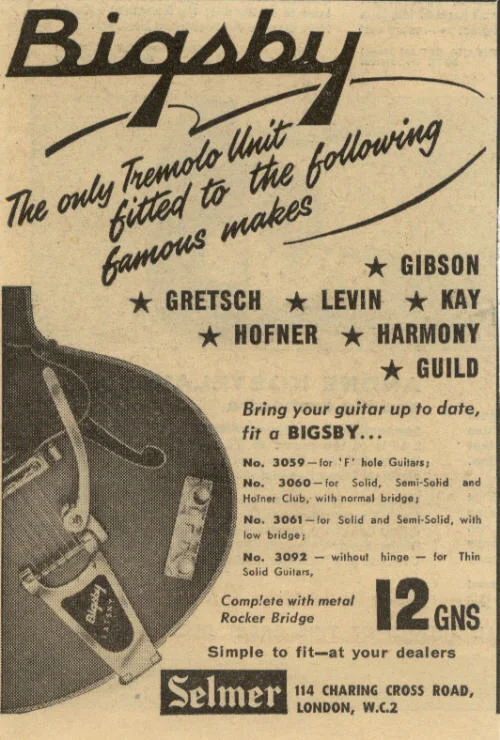 Bigsby
The only Tremolo Unit
fitted to the following
famous makes
★ GIBSON
★ GRETSCH ★ LEVIN ★ KAY
★ HOFNER ★ HARMONY
★ GUILD
Bring your guitar up to date,
fit a BIGSBY...
No. 3059—for 'F' hole Guitars;
No. 3060—for Solid, Semi-Solid and
Hofner Club, with normal bridge;
No. 3061—for Solid and Semi-Solid, with
low bridge;
No. 3092 — without hinge — for Thin
Solid Guitars,
Complete with metal
Rocker Bridge
12 GNS
Simple to fit—at your dealers
Selmer
114 CHARING CROSS ROAD,
LONDON, W.C.2
Bigsby